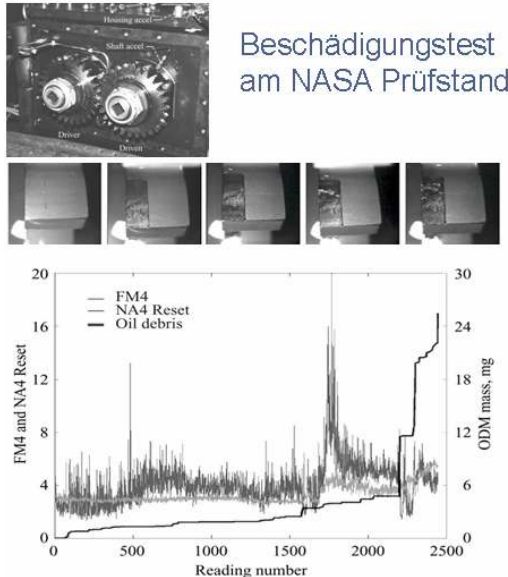 Housing accel
Shaft accel
Driver
Driven
Beschädigungstest
am NASA Prüfstand
20
16
12
8
4
0
FM4 and NA4 Reset
FM4
NA4 Reset
Oil debris
30
24
18
12
6
0
ODM mass, mg
0
500
1000
1500
2000
2500
Reading number